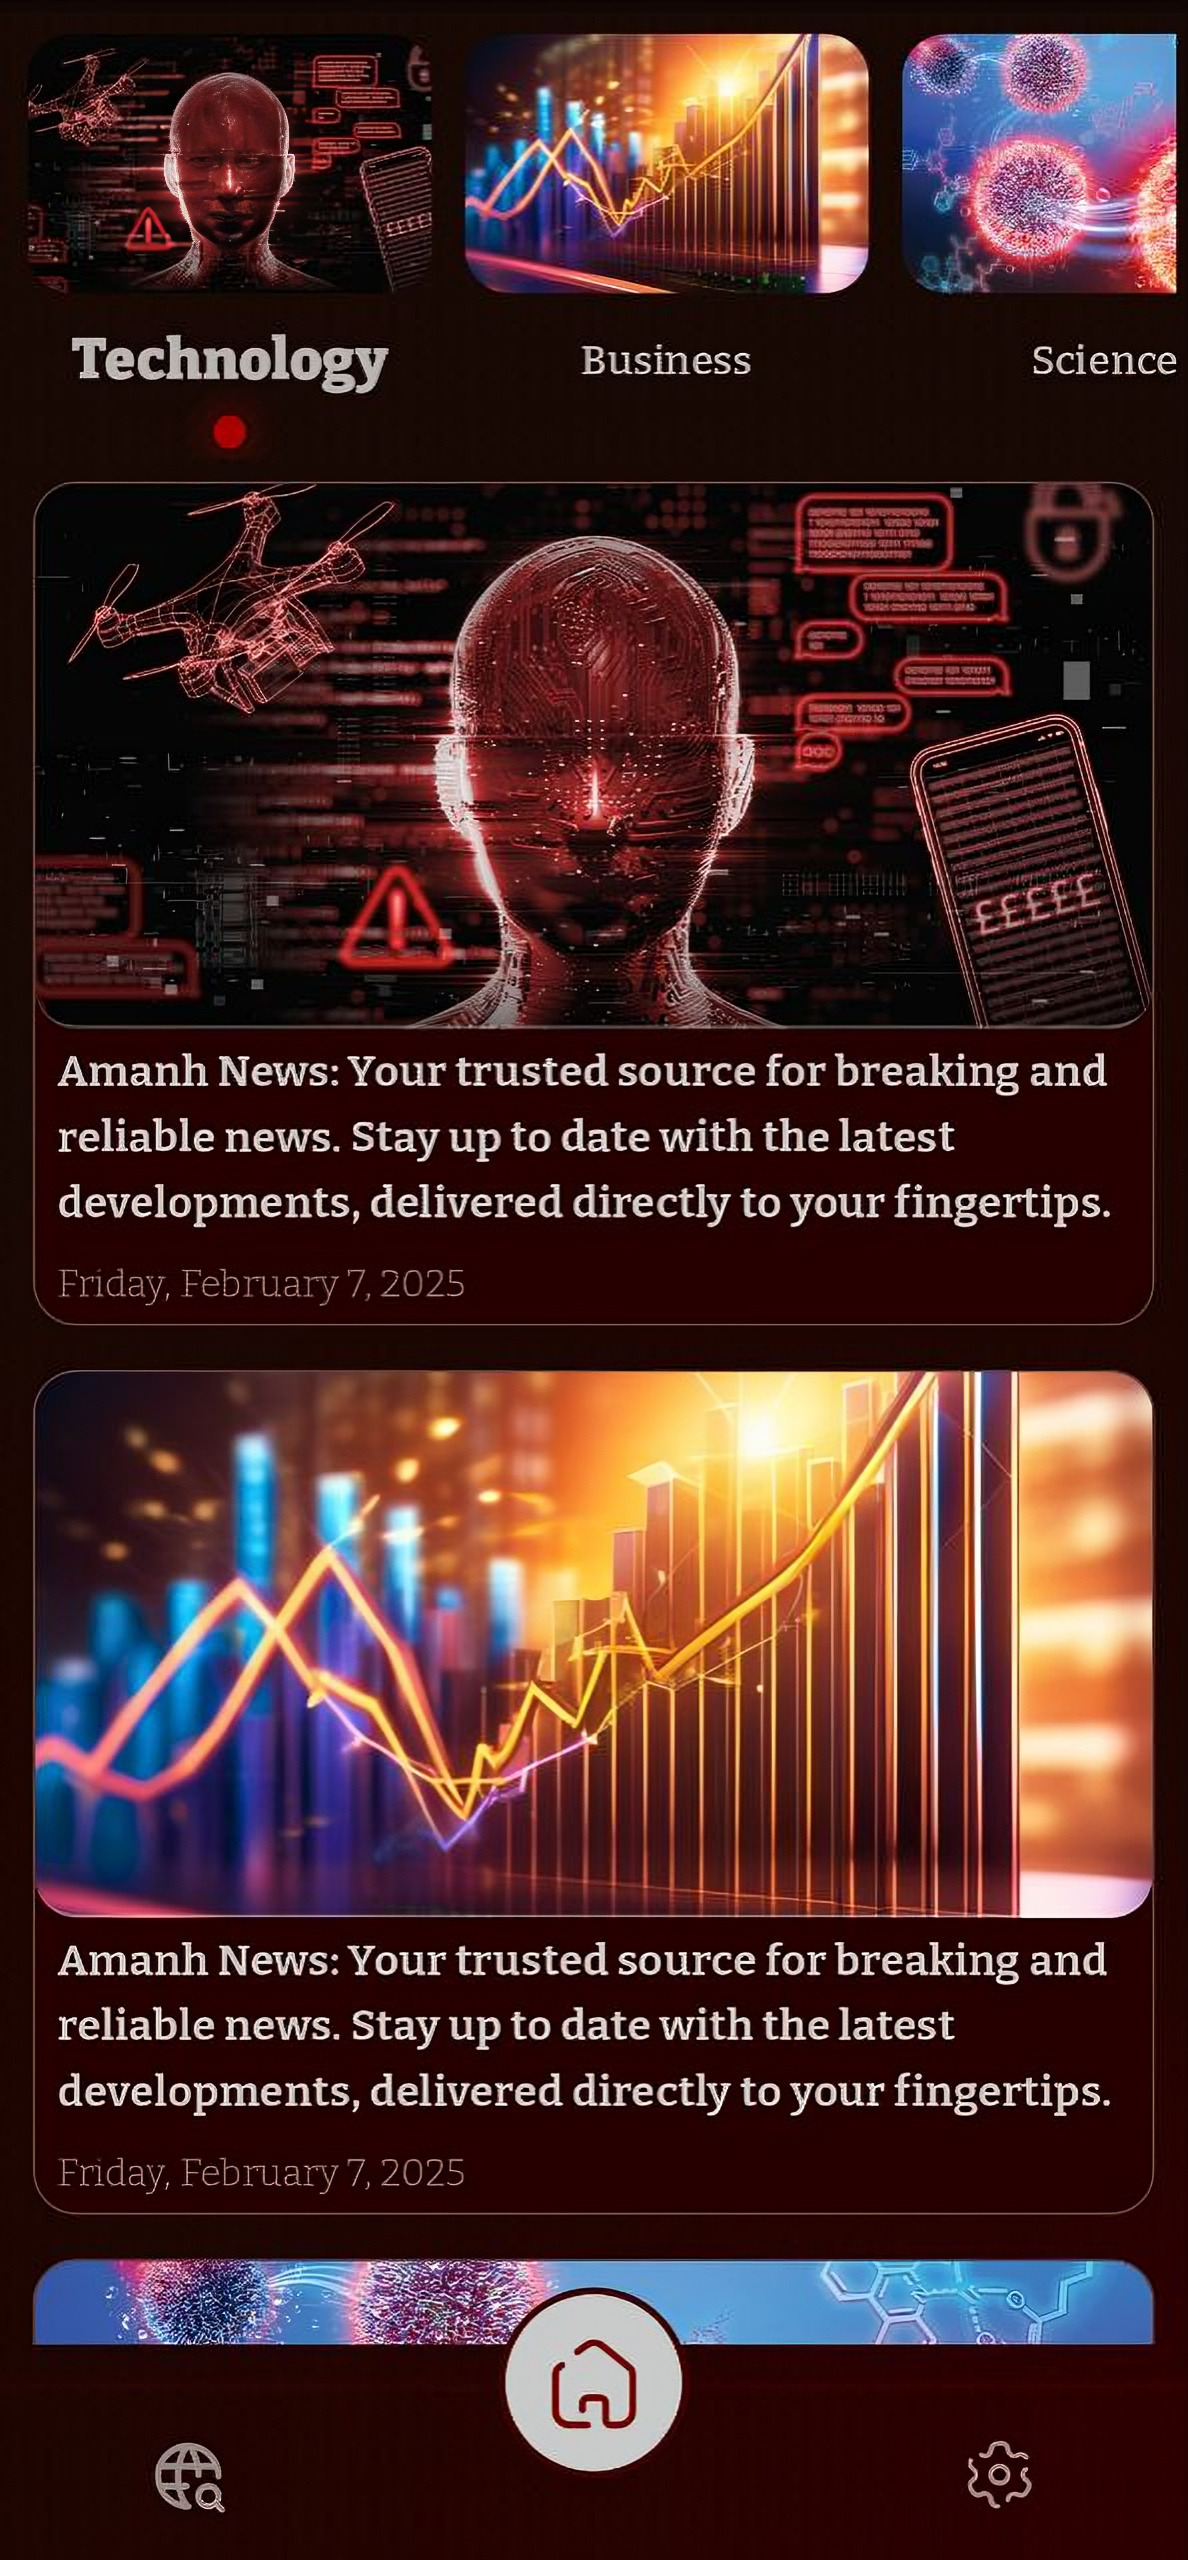 Technology
Business
Science
£££££
Amanh News: Your trusted source for breaking and
reliable news. Stay up to date with the latest
developments, delivered directly to your fingertips.
Friday, February 7, 2025
Amanh News: Your trusted source for breaking and
reliable news. Stay up to date with the latest
developments, delivered directly to your fingertips.
Friday, February 7, 2025